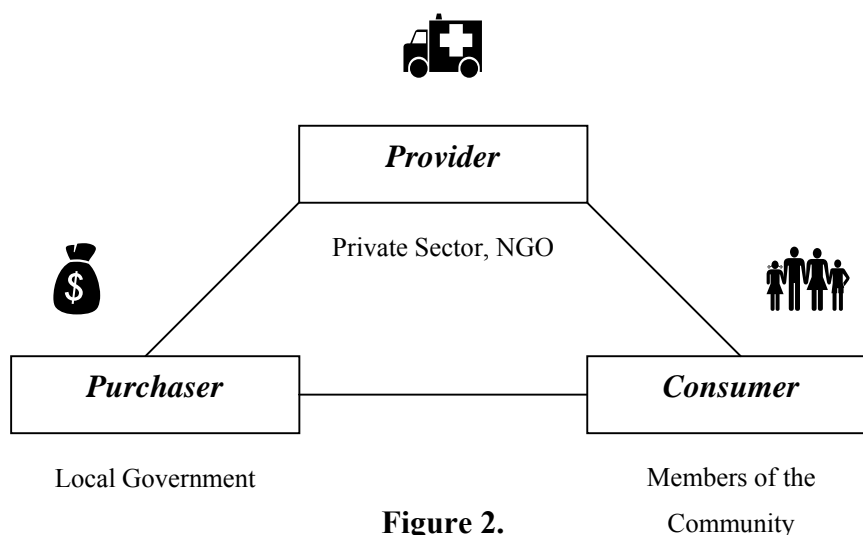 Provider
Private Sector, NGO
$
Purchaser
Consumer
Local Government
Members of the
Community
Figure 2.